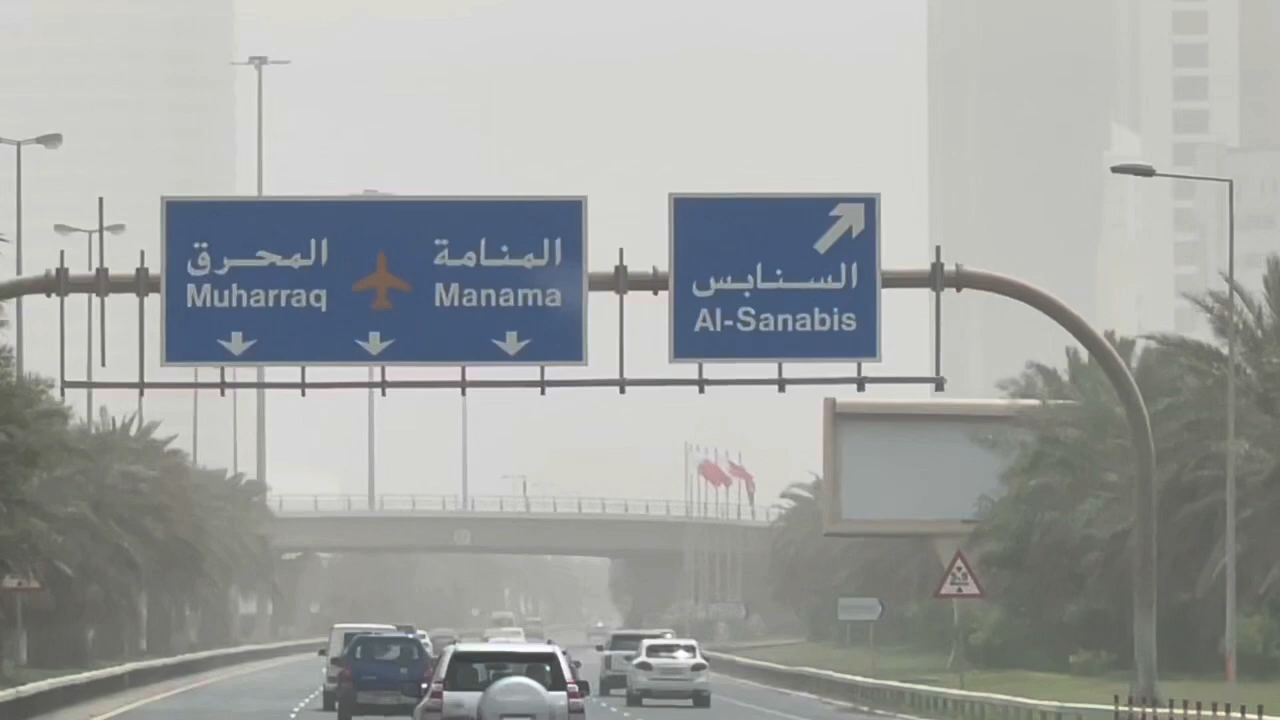 المحرق
Muharraq
المنامة
Manama
السنابس
Al-Sanabis